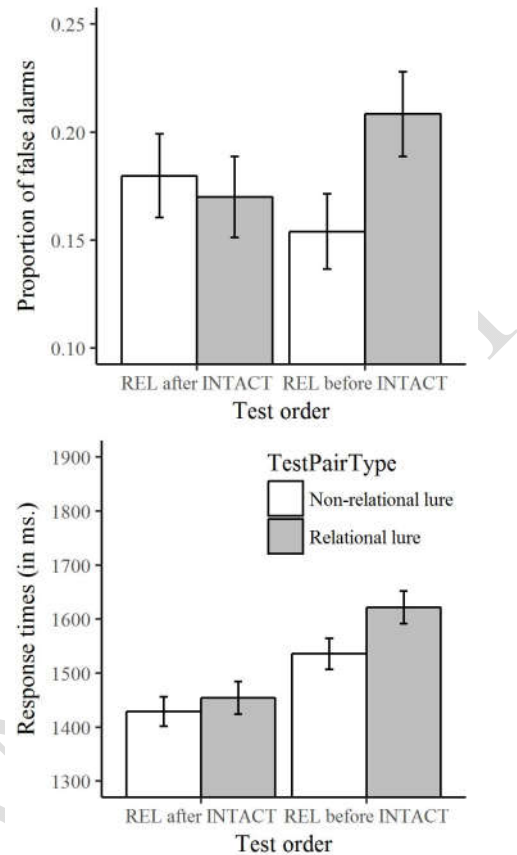 Proportion of false alarms
0.25
0.20
0.15
0.10
REL after INTACT REL before INTACT
Test order
Response times (in ms.)
1900
1800
1700
1600
1500
1400
1300
TestPairType
Non-relational lure
Relational lure
REL after INTACT REL before INTACT
Test order